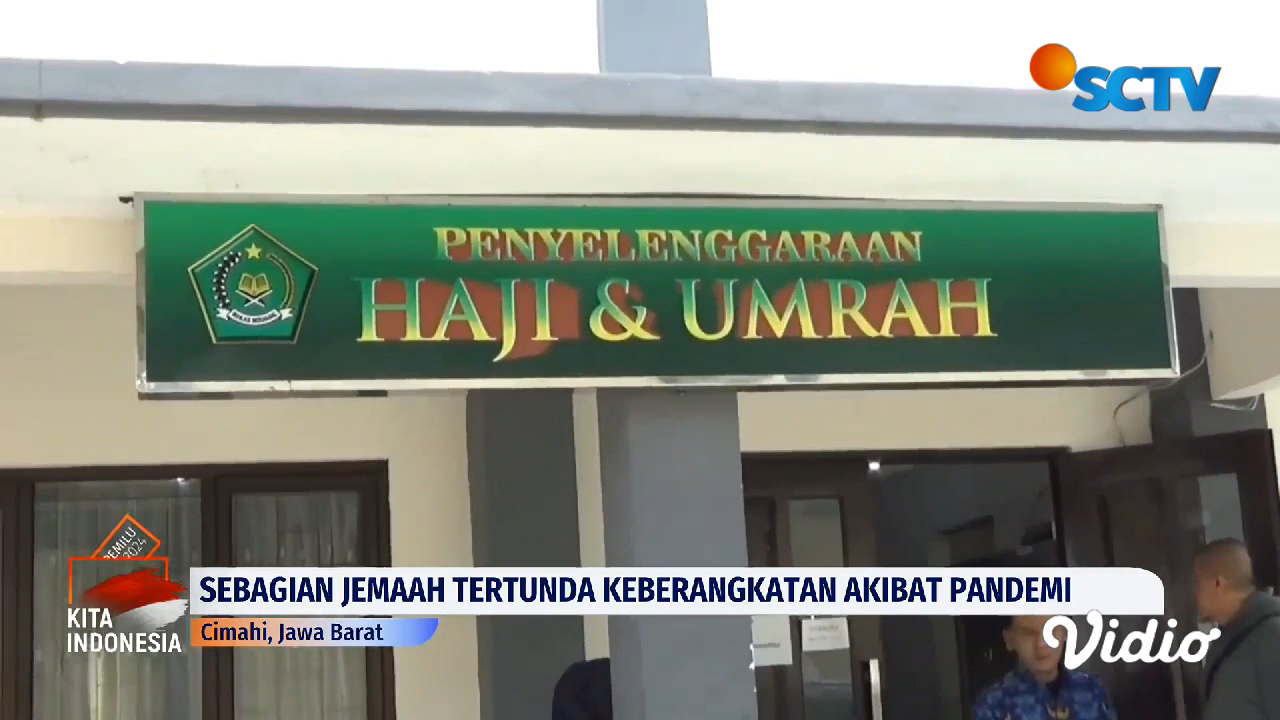 SCTV
PENYELENGGARAAN
HAJI & UMRAH
PEMILU
2024
KITA
INDONESIA
SEBAGIAN JEMAAH TERTUNDA KEBERANGKATAN AKIBAT PANDEMI
Cimahi, Jawa Barat
Vidio